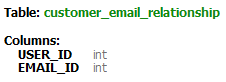 Table: customer_email_relationship
Columns:
USER_ID int
EMAIL_ID int